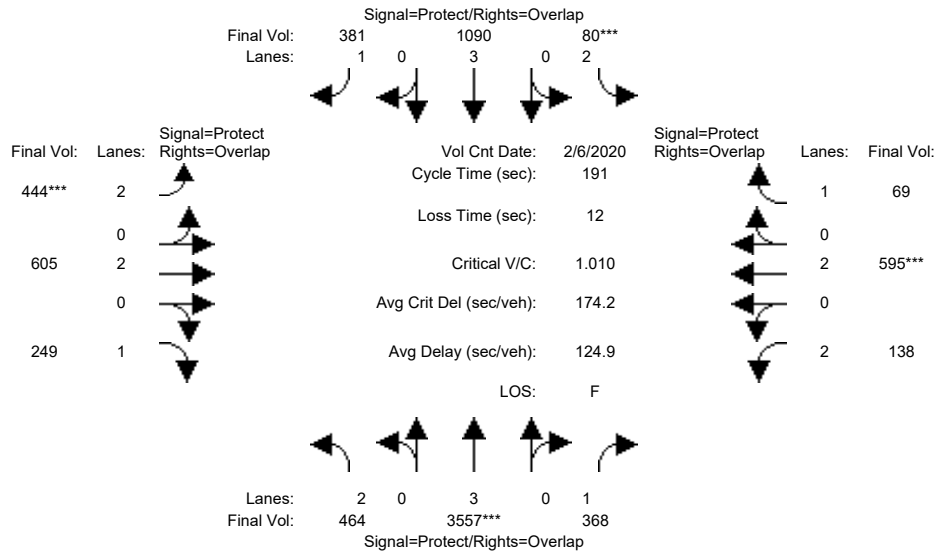 Signal=Protect/Rights=Overlap
Final Vol: 381 1090 80***
Lanes: 1 0 3 0 2
Signal=Protect Signal=Protect
Final Vol: Lanes: Rights=Overlap Vol Cnt Date: 2/6/2020 Rights=Overlap Lanes: Final Vol:
Cycle Time (sec): 191
444*** 2 1 69
Loss Time (sec): 12
0 0
605 2 Critical V/C: 1.010 2 595***
0 Avg Crit Del (sec/veh): 174.2 0
249 1 Avg Delay (sec/veh): 124.9 2 138
LOS: F
Lanes: 2 0 3 0 1
Final Vol: 464 3557*** 368
Signal=Protect/Rights=Overlap